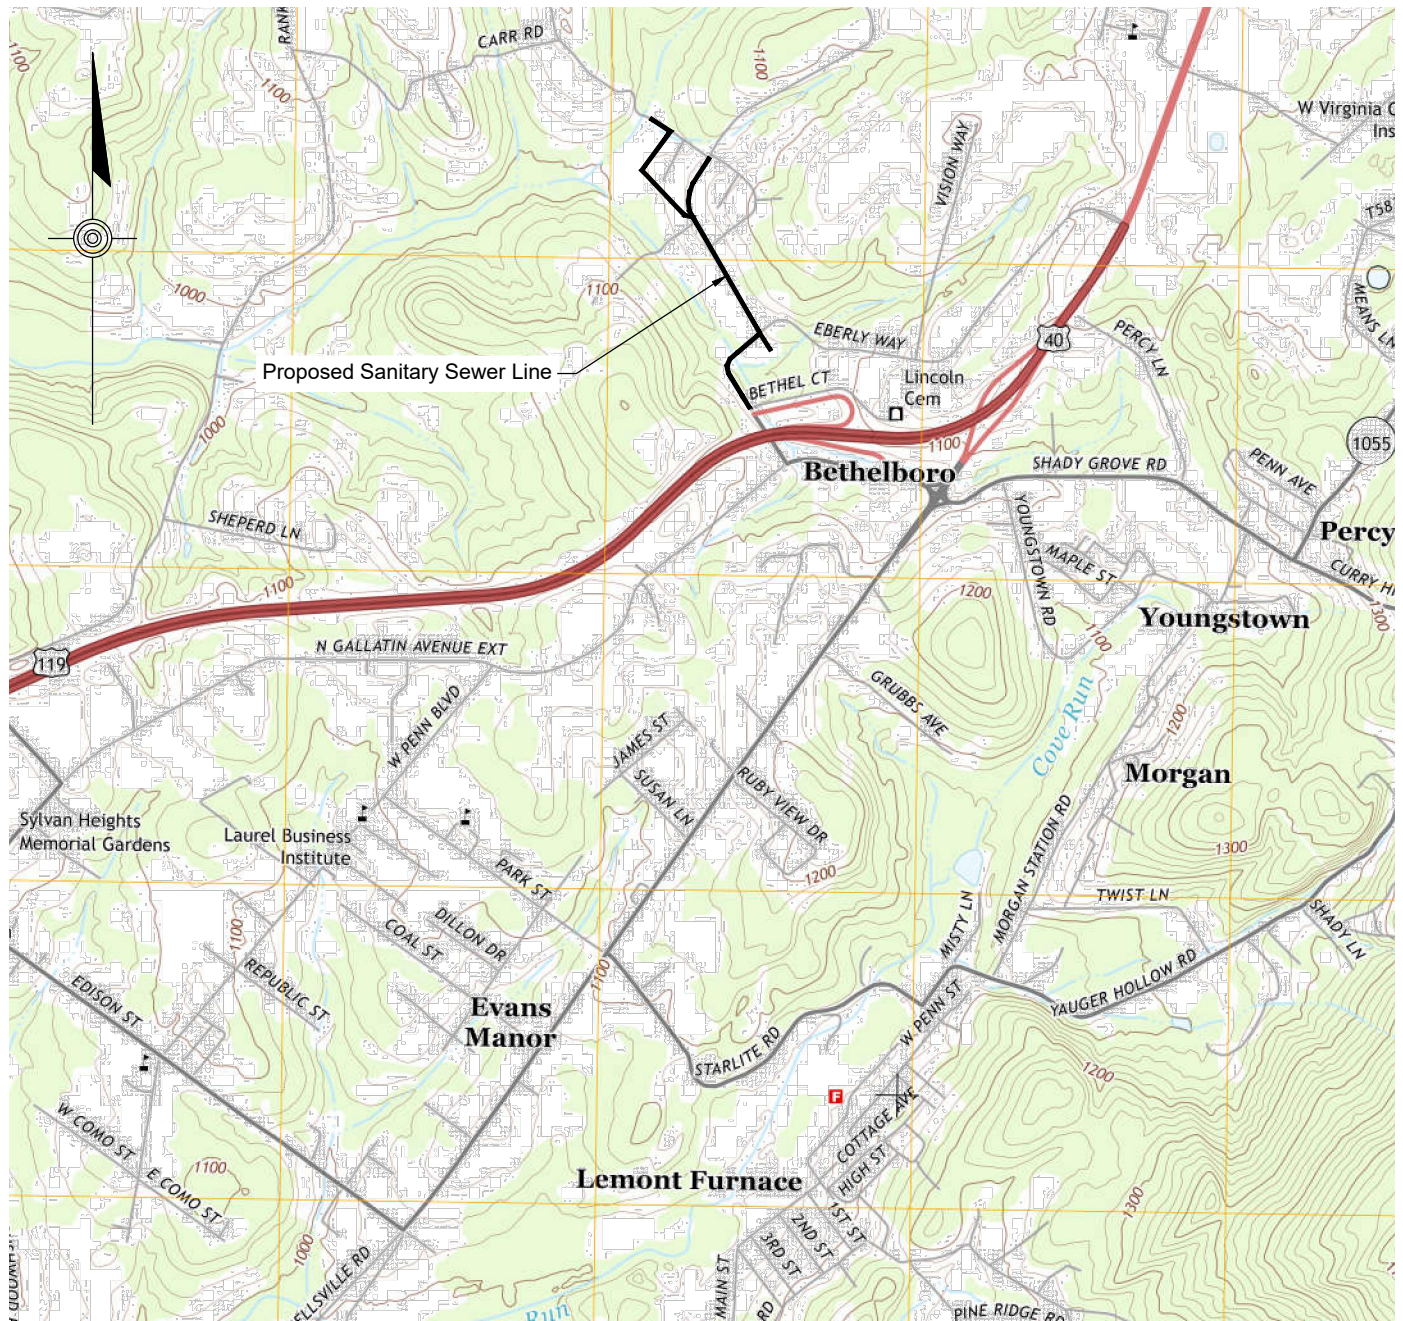 RANK
CARR RD
1100
1100
1100
W Virginia C
Ins
VISION WAY
T58
1000
1100
MEANS LN
EBERLY WAY
PERCY LN
40
Proposed Sanitary Sewer Line
BETHEL CT
Lincoln
Cem
1000
1100
1055
Bethelboro
SHADY GROVE RD
PENN AVE
SHEPERD LN
YOUNGSTOWN RD
Percy
MAPLE ST
CURRY H
1100
1200
1300
Youngstown
1100
N GALLATIN AVENUE EXT
119
Cove Run
GRUBBS AVE
W PENN BLVD
1200
JAMES ST
Morgan
SUSAN LN
RUBY VIEW DR
Sylvan Heights
Memorial Gardens
Laurel Business
Institute
MORGAN STATION RD
1300
PARK ST
1200
TWIST LN
DILLON DR
COAL ST
1100
MISTY LN
SHADY LN
REPUBLIC ST
1100
EDISON ST
YAUGER HOLLOW RD
Evans
Manor
W PENN ST
STARLITE RD
1200
F
COTTAGE AVE
W COMO ST
1100
HIGH ST
E COMO ST
Lemont Furnace
1300
1ST ST
2ND ST
3RD ST
1000
ELLSVILLE RD
MAIN ST
RD
Run
PINE RIDGE RD